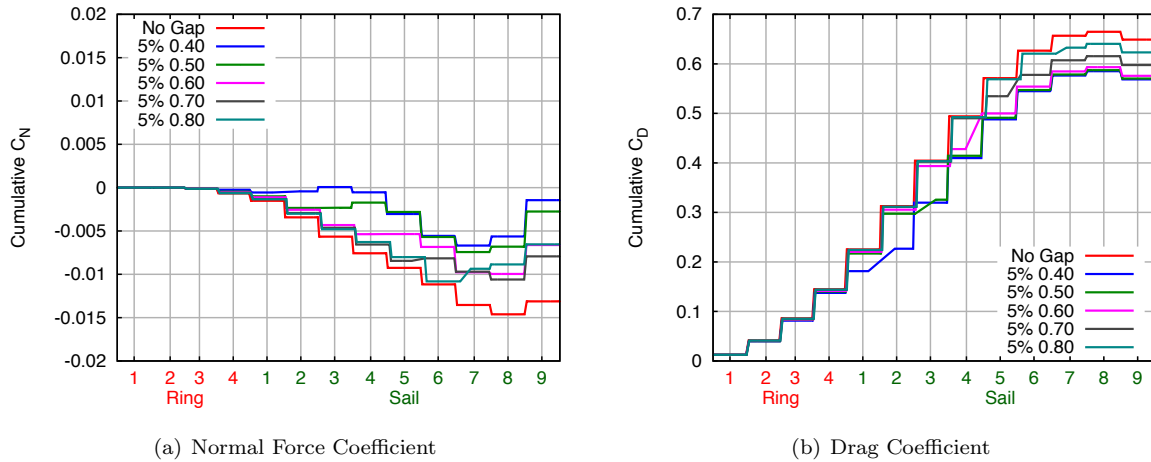 0.02
0.015
0.01
0.005
0
-0.005
-0.01
-0.015
-0.02
Cumulative C_N
No Gap
5% 0.40
5% 0.50
5% 0.60
5% 0.70
5% 0.80
1 2 3 4 1 2 3 4 5 6 7 8 9
Ring Sail
(a) Normal Force Coefficient
0.7
0.6
0.5
0.4
0.3
0.2
0.1
0
Cumulative C_D
No Gap
5% 0.40
5% 0.50
5% 0.60
5% 0.70
5% 0.80
1 2 3 4 1 2 3 4 5 6 7 8 9
Ring Sail
(b) Drag Coefficient